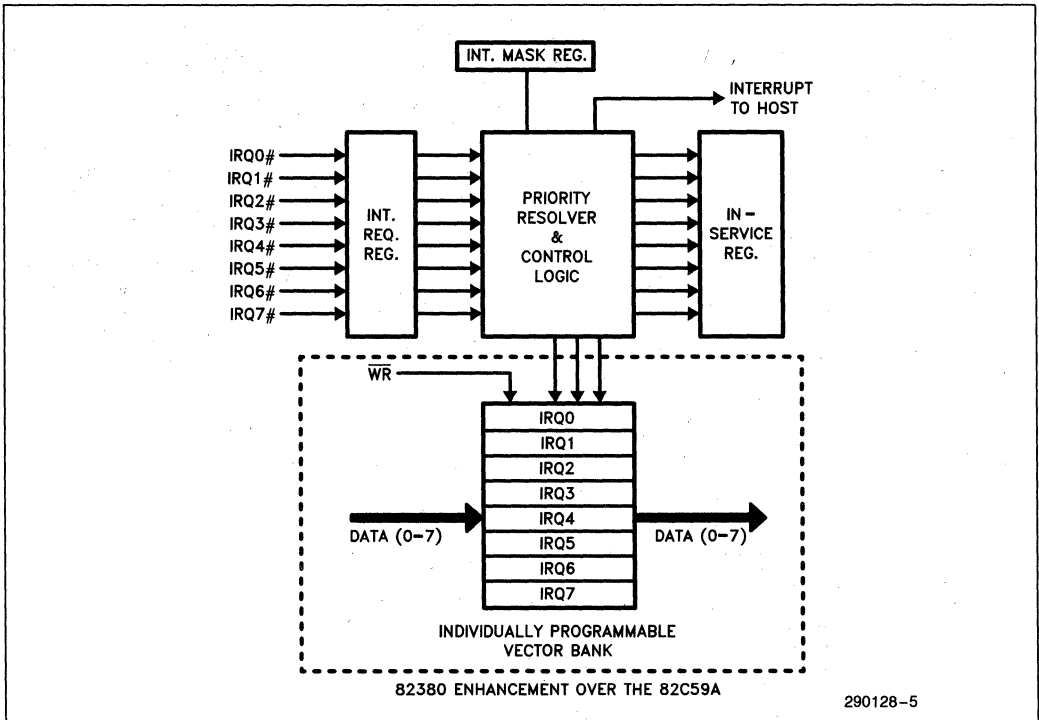 INT. MASK REG.
INTERRUPT
TO HOST
IRQ0#
IRQ1#
IRQ2#
IRQ3#
IRQ4#
IRQ5#
IRQ6#
IRQ7#
INT.
REQ.
REG.
PRIORITY
RESOLVER
&
CONTROL
LOGIC
IN-
SERVICE
REG.
WR
IRQ0
IRQ1
IRQ2
IRQ3
IRQ4
IRQ5
IRQ6
IRQ7
DATA (0-7)
DATA (0-7)
INDIVIDUALLY PROGRAMMABLE
VECTOR BANK
82380 ENHANCEMENT OVER THE 82C59A
290128-5